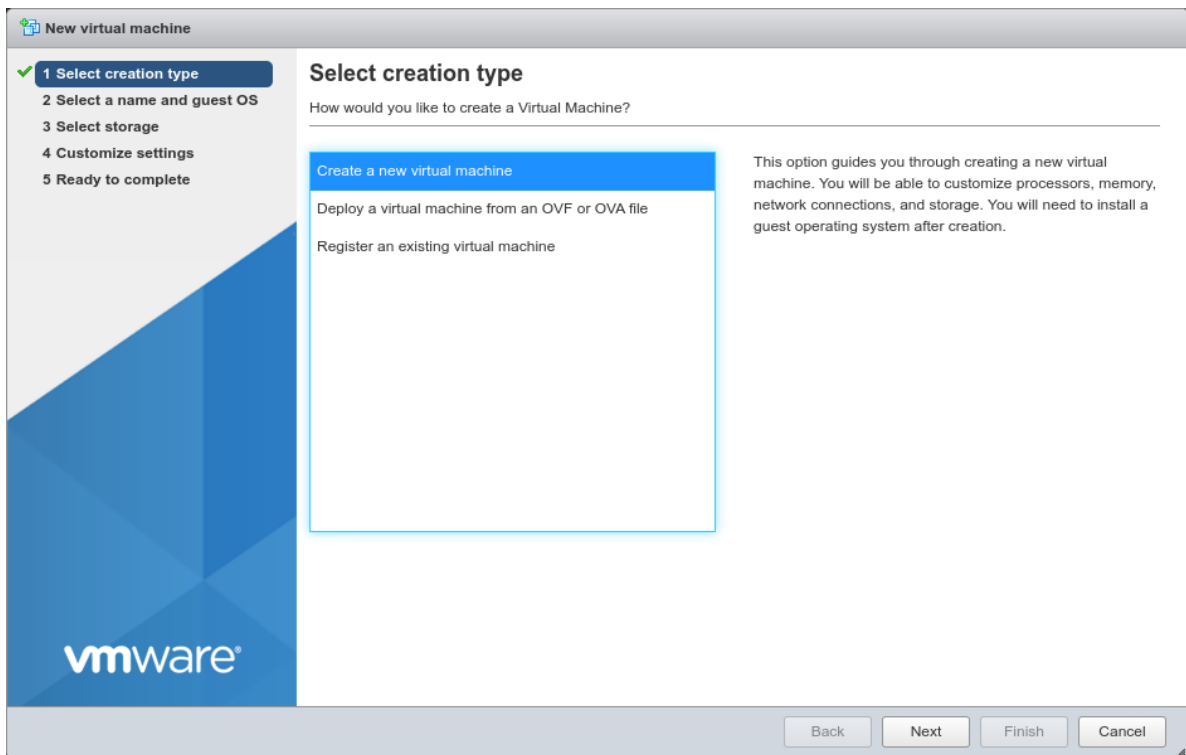 New virtual machine
1 Select creation type
2 Select a name and guest OS
3 Select storage
4 Customize settings
5 Ready to complete
vmware®
Select creation type
How would you like to create a Virtual Machine?
Create a new virtual machine
Deploy a virtual machine from an OVF or OVA file
Register an existing virtual machine
This option guides you through creating a new virtual
machine. You will be able to customize processors, memory,
network connections, and storage. You will need to install a
guest operating system after creation.
Back Next Finish Cancel